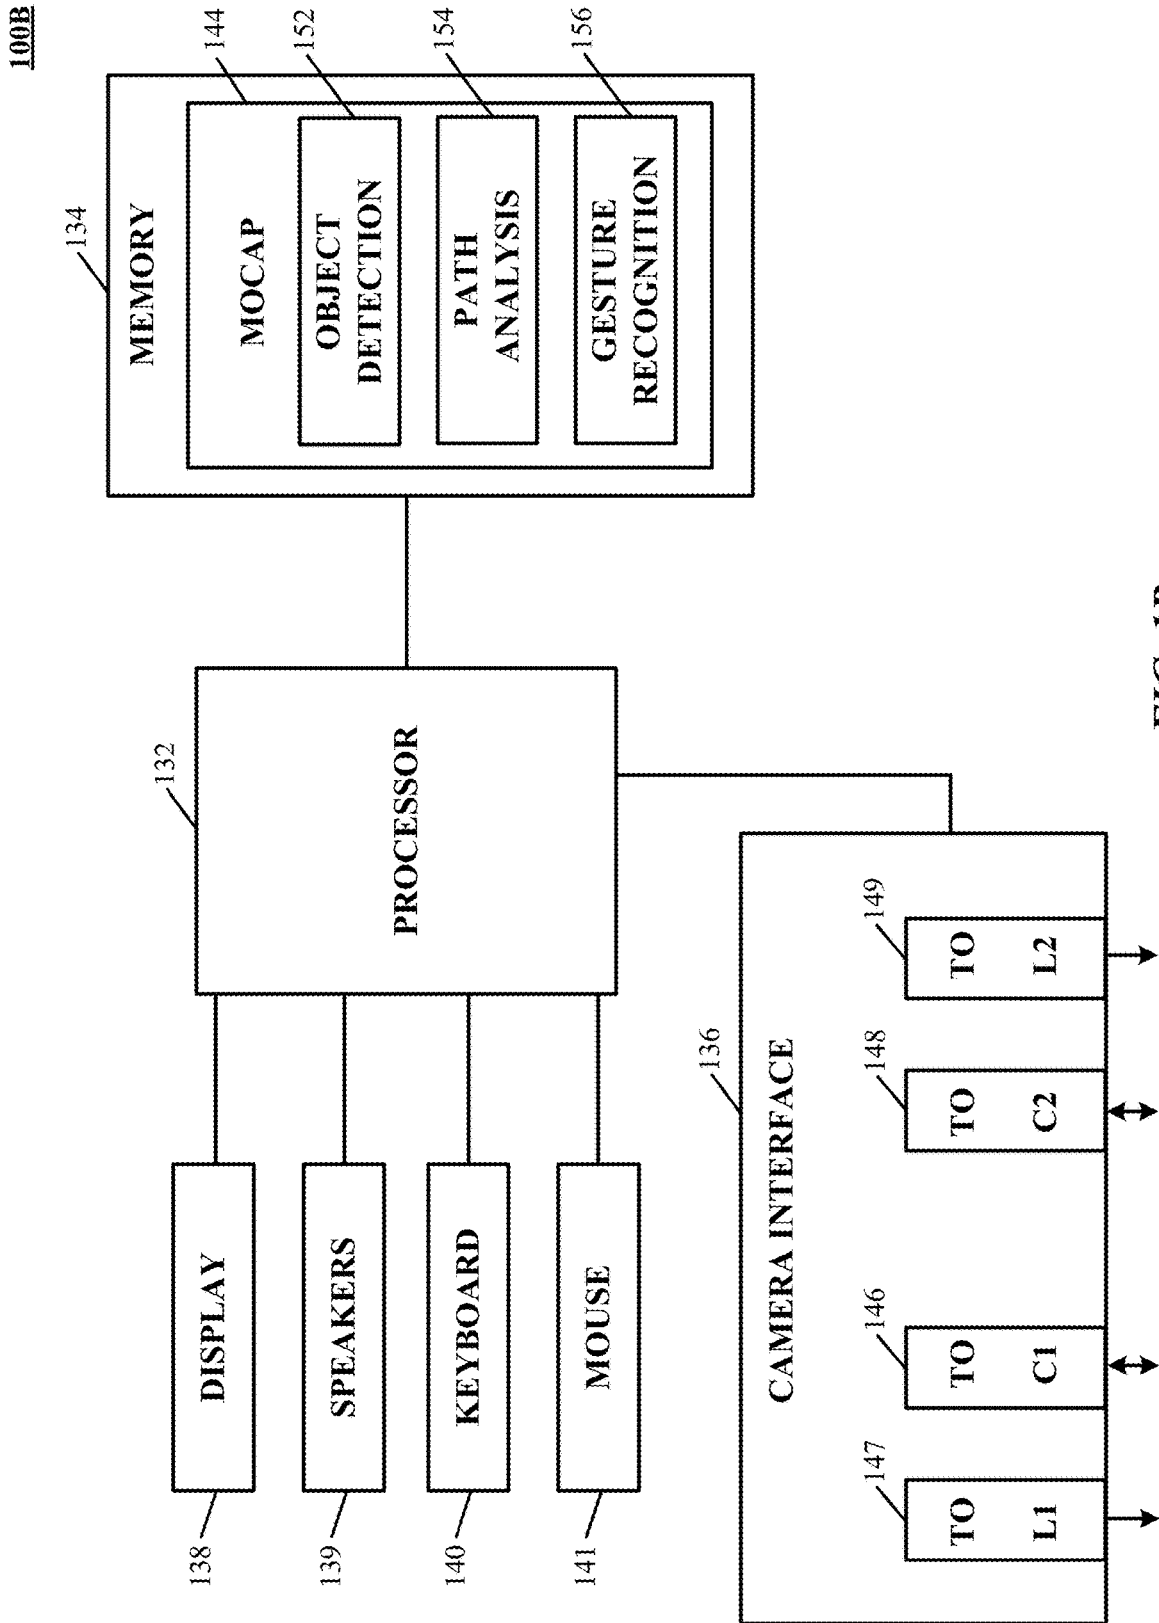 100B
134
MEMORY
144
MOCAP
152
OBJECT
DETECTION
154
PATH
ANALYSIS
156
GESTURE
RECOGNITION
132
PROCESSOR
138
DISPLAY
139
SPEAKERS
140
KEYBOARD
141
MOUSE
136
CAMERA INTERFACE
147
TO
L1
146
TO
C1
148
TO
C2
149
TO
L2
FIG. 1B